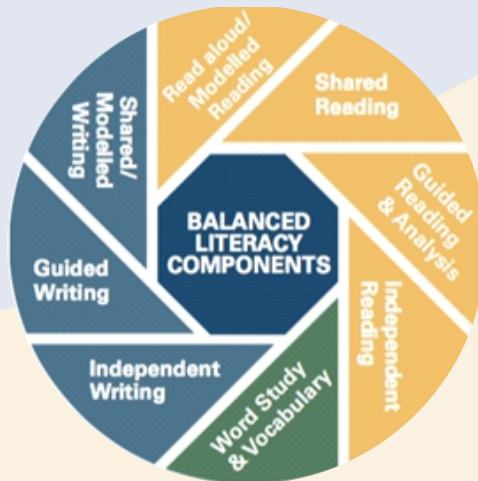 BALANCED
LITERACY
COMPONENTS
Read aloud/
Modelled
Reading
Shared
Reading
Guided
Reading
& Analysis
Independent
Reading
Word Study
& Vocabulary
Independent
Writing
Guided
Writing
Shared/
Modelled
Writing